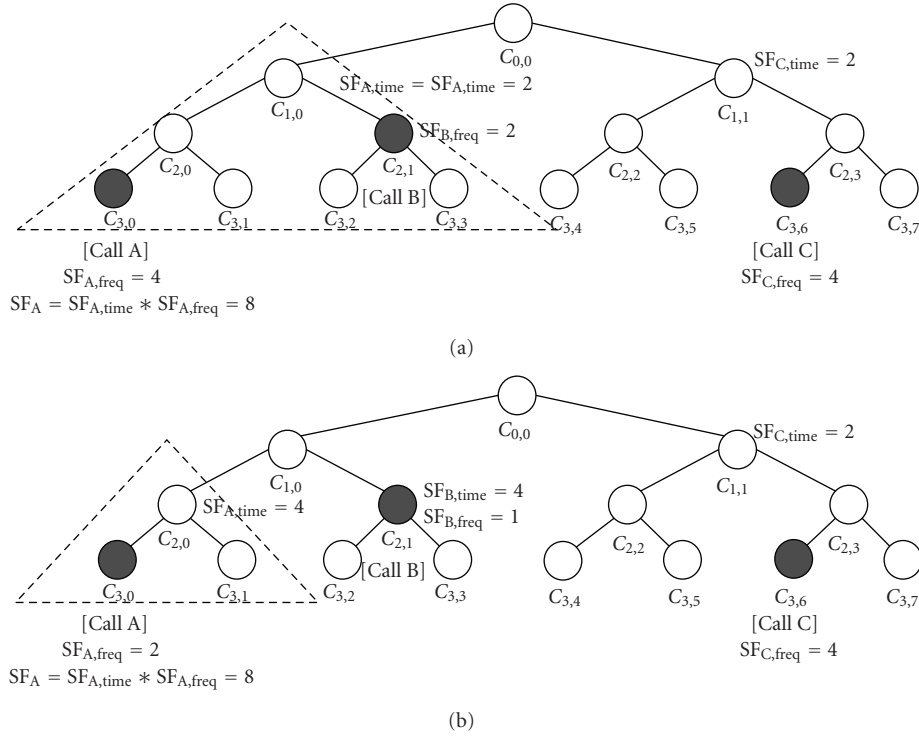 C0,0
SFC,time = 2
SFA,time = SFA,time = 2
C1,0
C1,1
SFB,freq = 2
C2,0
C2,1
C2,2
C2,3
[Call B]
C3,0
C3,1
C3,2
C3,3
C3,4
C3,5
C3,6
C3,7
[Call A]
[Call C]
SFA,freq = 4
SFC,freq = 4
SFA = SFA,time ∗ SFA,freq = 8
(a)
C0,0
SFC,time = 2
C1,0
C1,1
SFB,time = 4
SFA,time = 4
SFB,freq = 1
C2,0
C2,1
C2,2
C2,3
[Call B]
C3,0
C3,1
C3,2
C3,3
C3,4
C3,5
C3,6
C3,7
[Call A]
[Call C]
SFA,freq = 2
SFC,freq = 4
SFA = SFA,time ∗ SFA,freq = 8
(b)